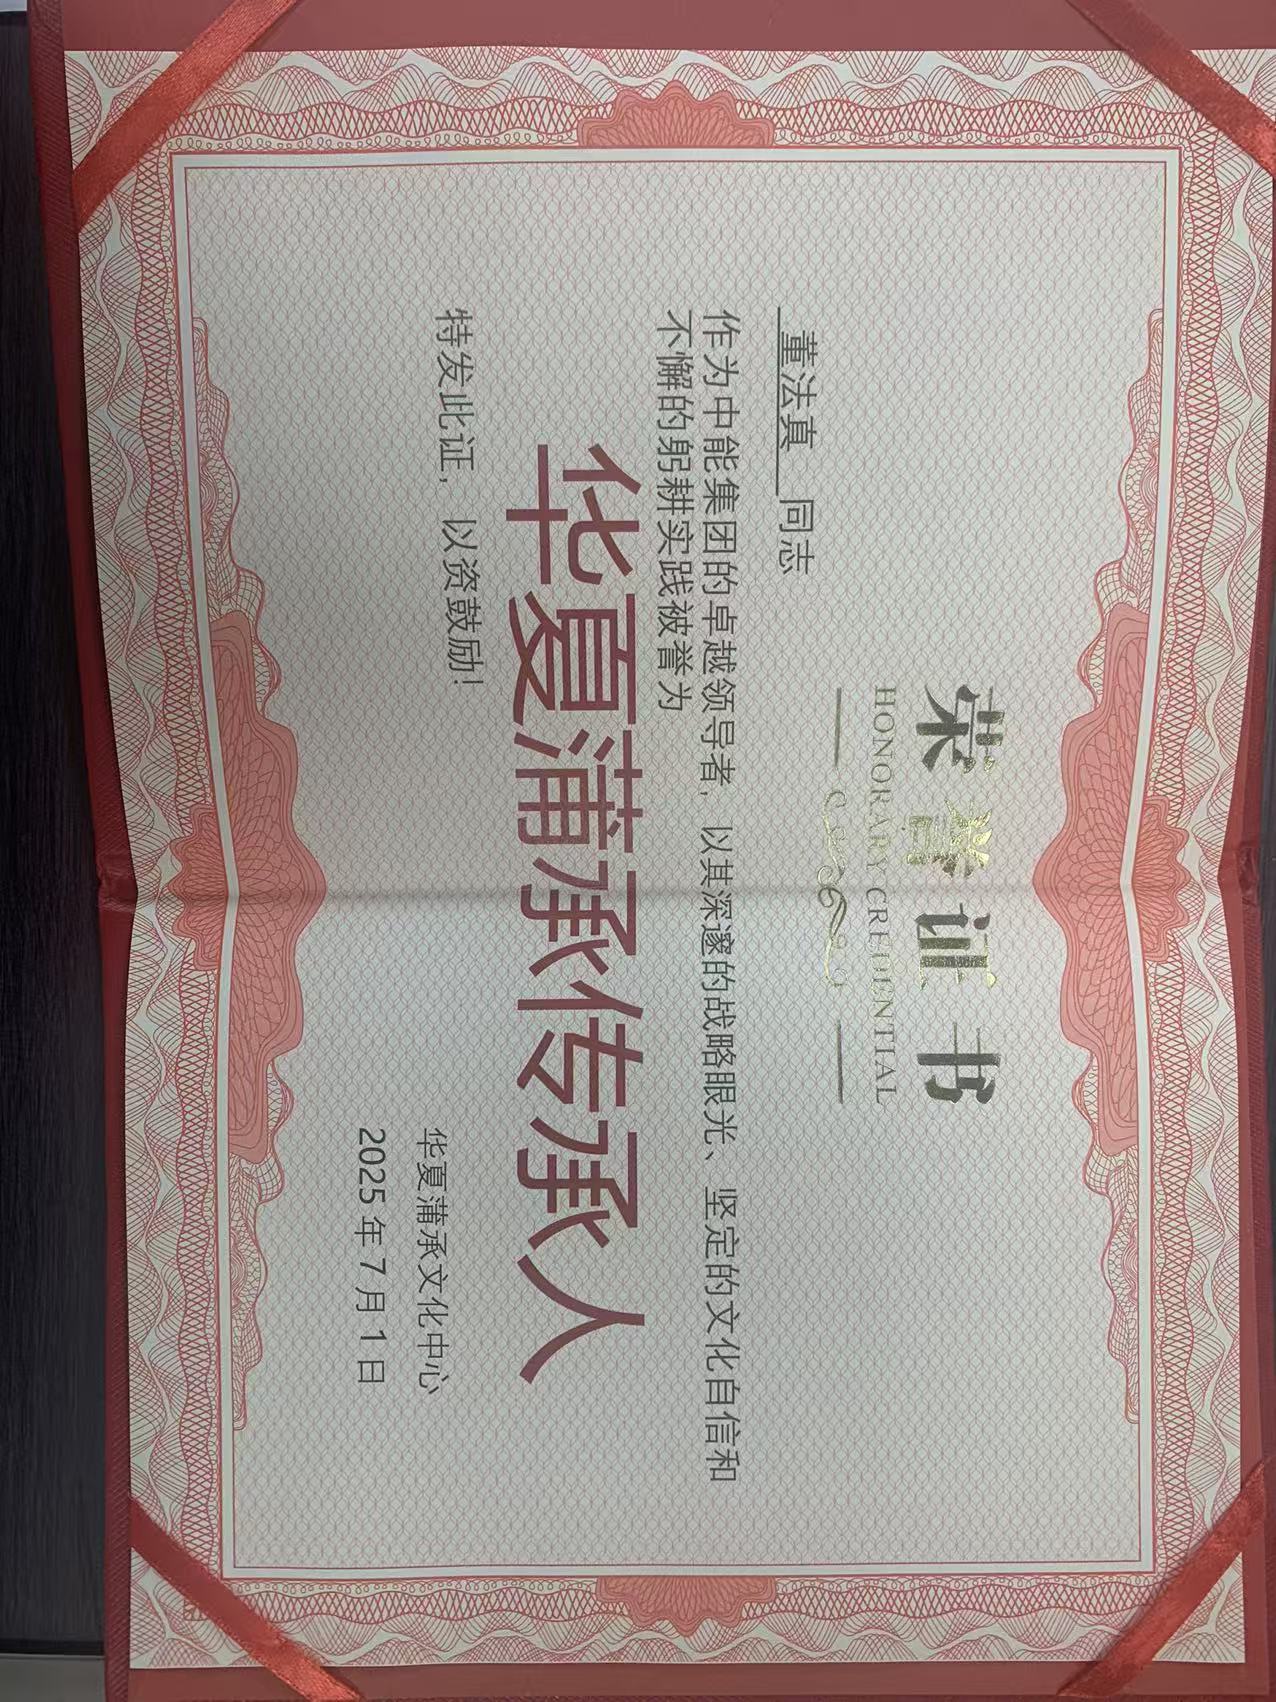 荣誉证书
HONORARY CREDENTIAL
董法真 同志
作为中能集团的卓越领导者，以其深邃的战略眼光、坚定的文化自信和
不懈的躬耕实践被誉为
华夏蒲承传承人
特发此证，以资鼓励！
华夏蒲承文化中心
2025年7月1日